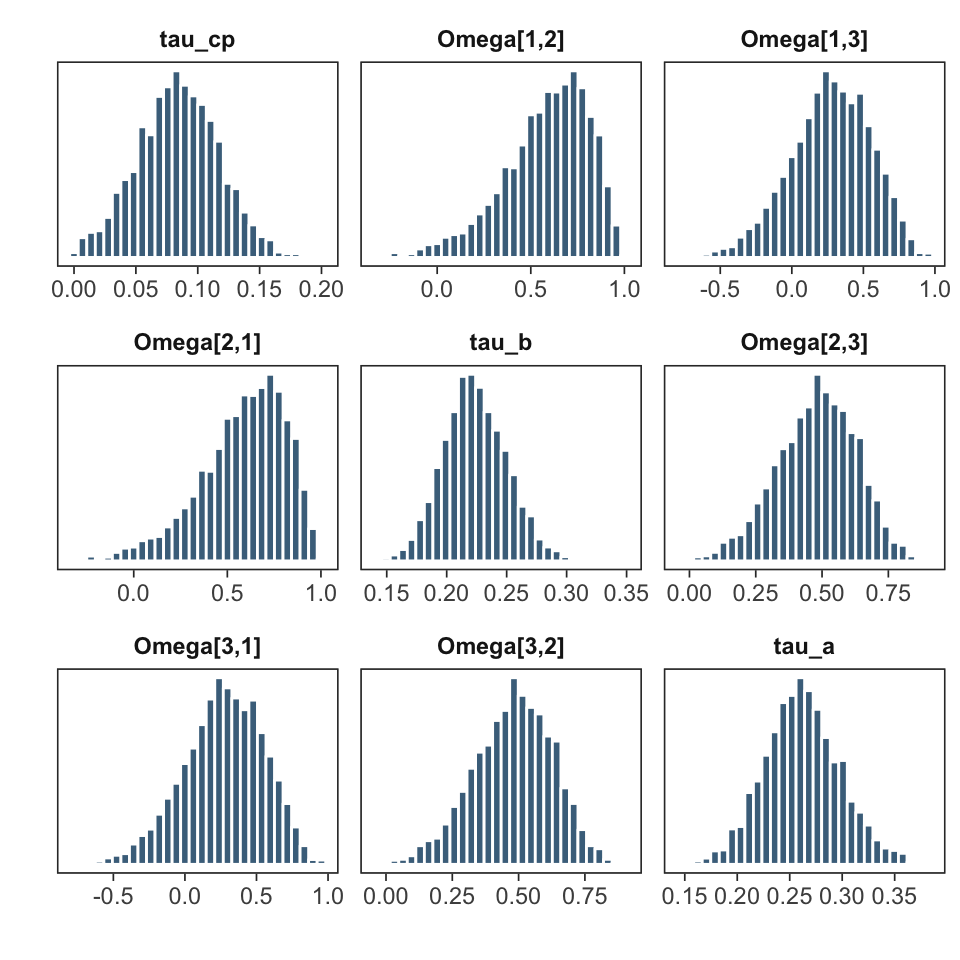 tau_cp Omega[1,2] Omega[1,3]
0.00 0.05 0.10 0.15 0.20 0.0 0.5 1.0 -0.5 0.0 0.5 1.0
Omega[2,1] tau_b Omega[2,3]
0.0 0.5 1.0 0.15 0.20 0.25 0.30 0.35 0.00 0.25 0.50 0.75
Omega[3,1] Omega[3,2] tau_a
-0.5 0.0 0.5 1.0 0.00 0.25 0.50 0.75 0.15 0.20 0.25 0.30 0.35